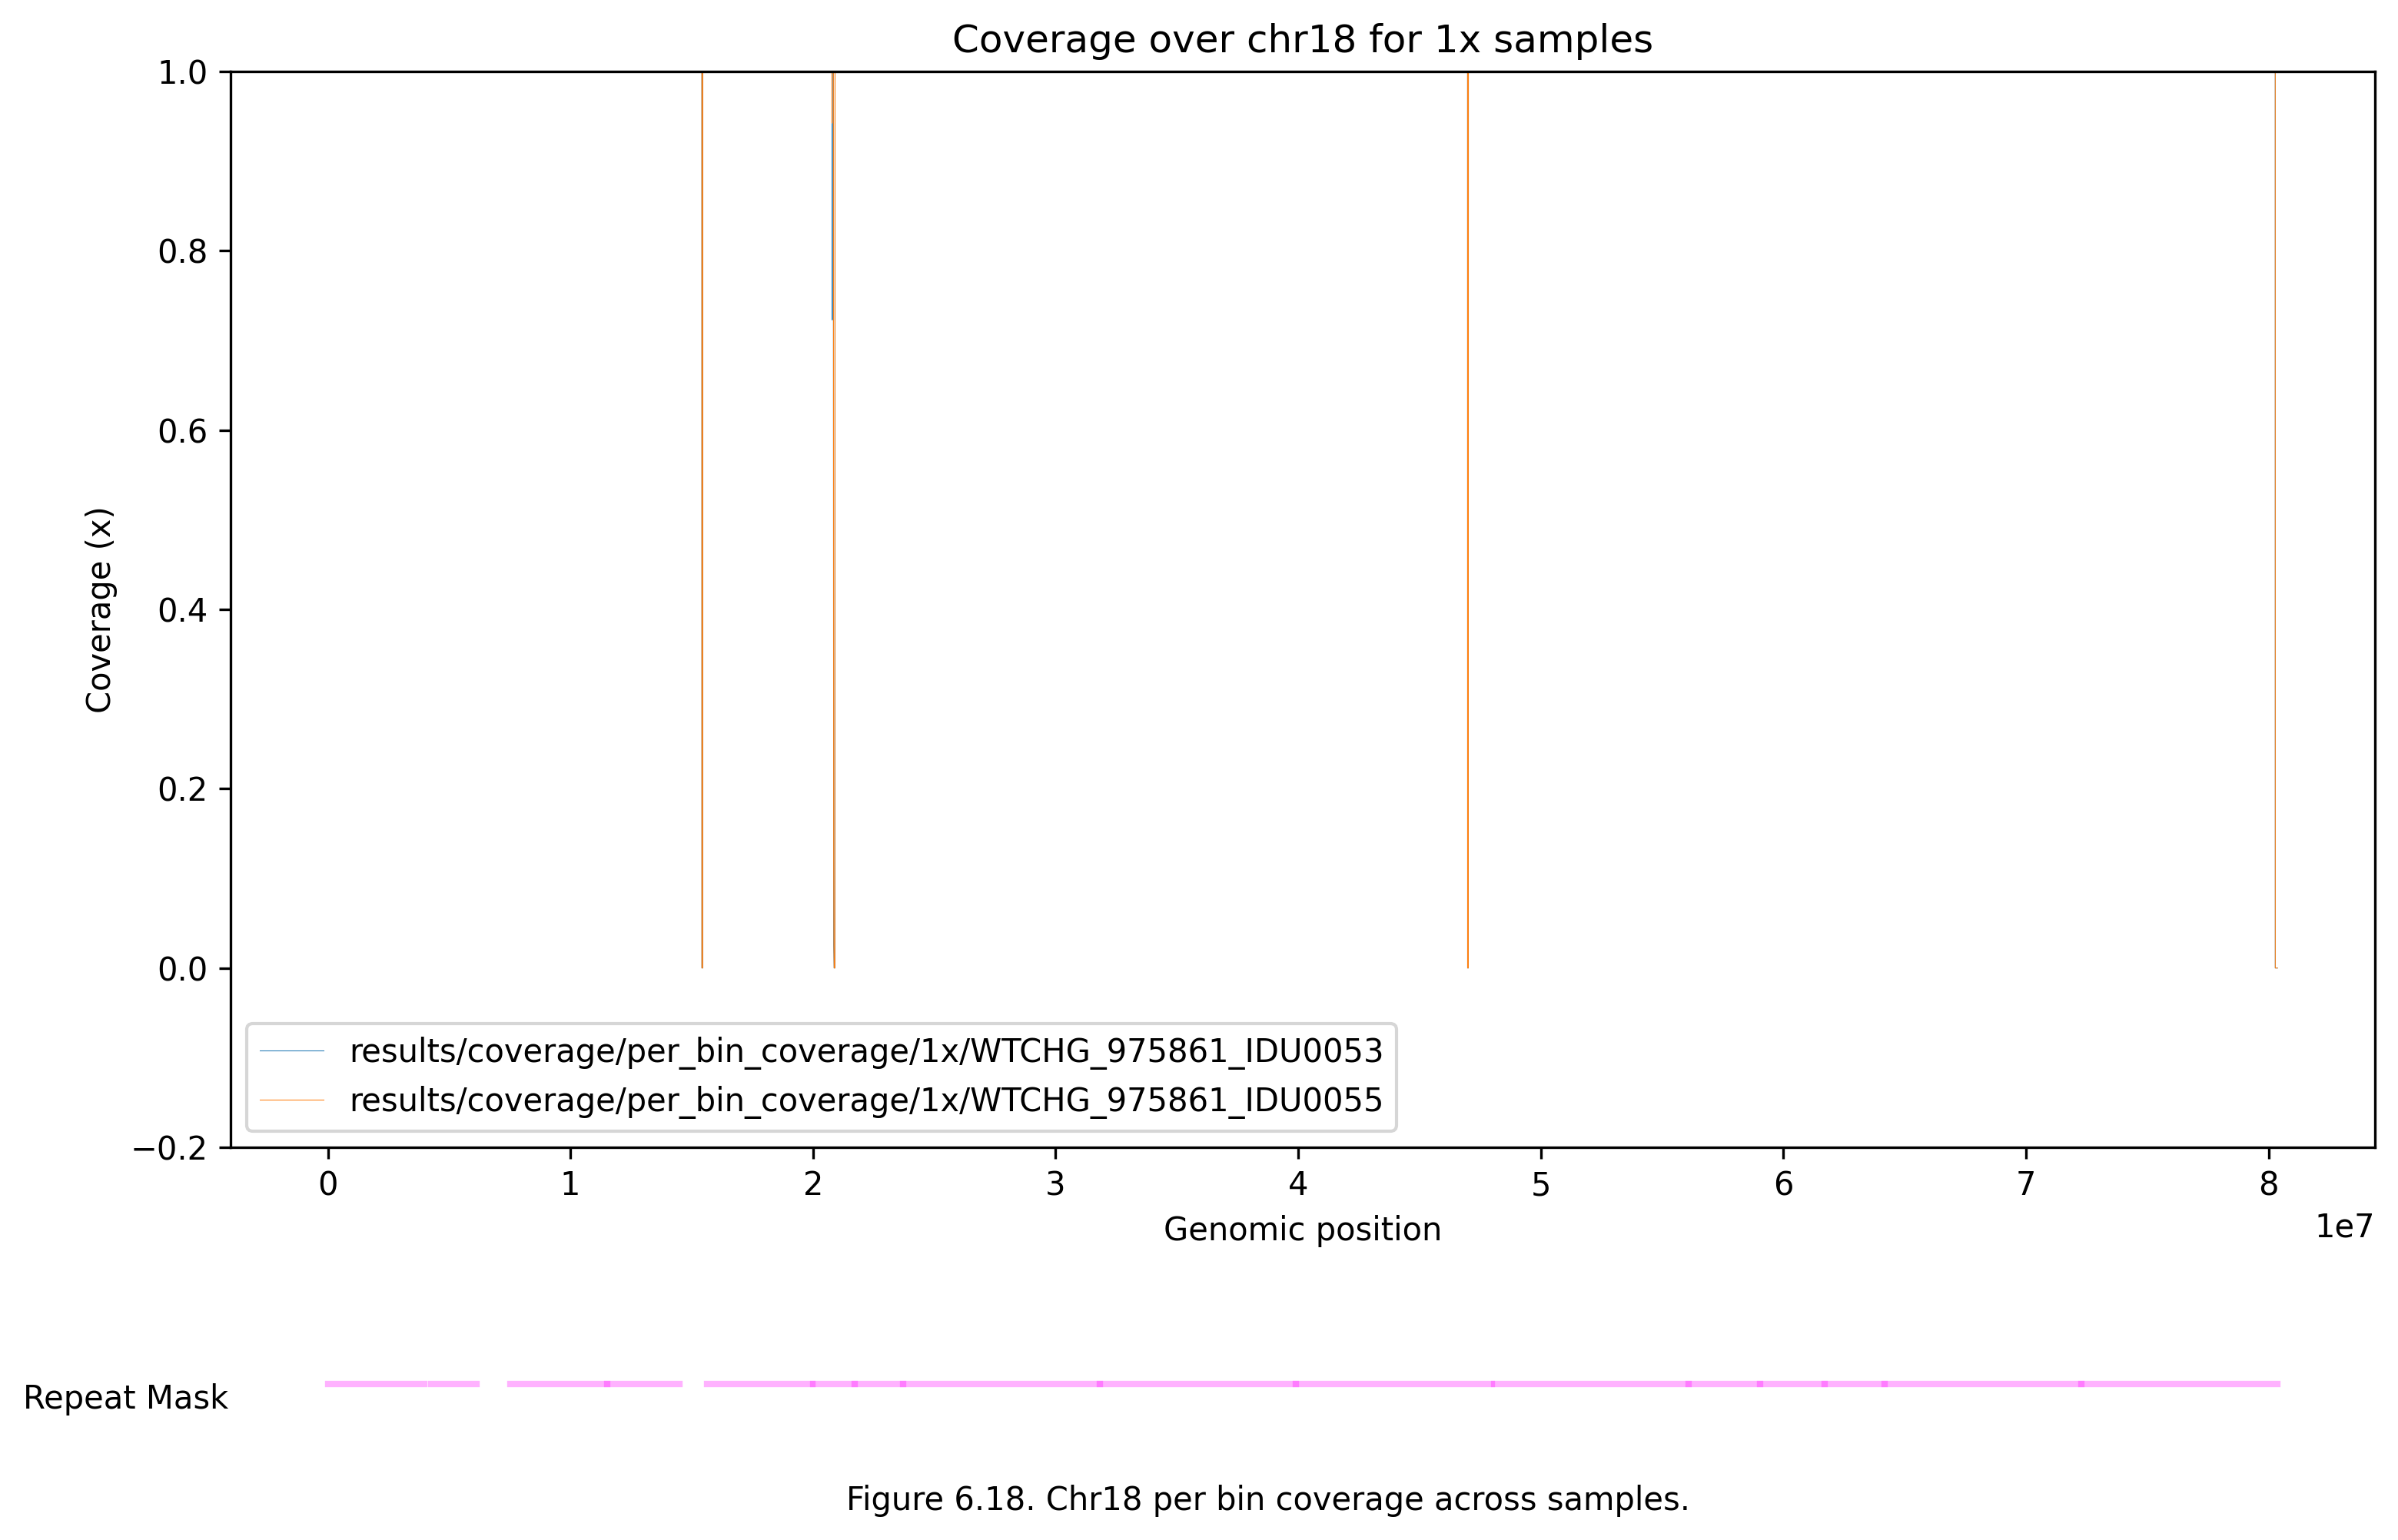 Coverage over chr18 for 1x samples
1.0
0.8
0.6
0.4
0.2
0.0
−0.2
Coverage (x)
results/coverage/per_bin_coverage/1x/WTCHG_975861_IDU0053
results/coverage/per_bin_coverage/1x/WTCHG_975861_IDU0055
0 1 2 3 4 5 6 7 8
1e7
Genomic position
Repeat Mask
Figure 6.18. Chr18 per bin coverage across samples.